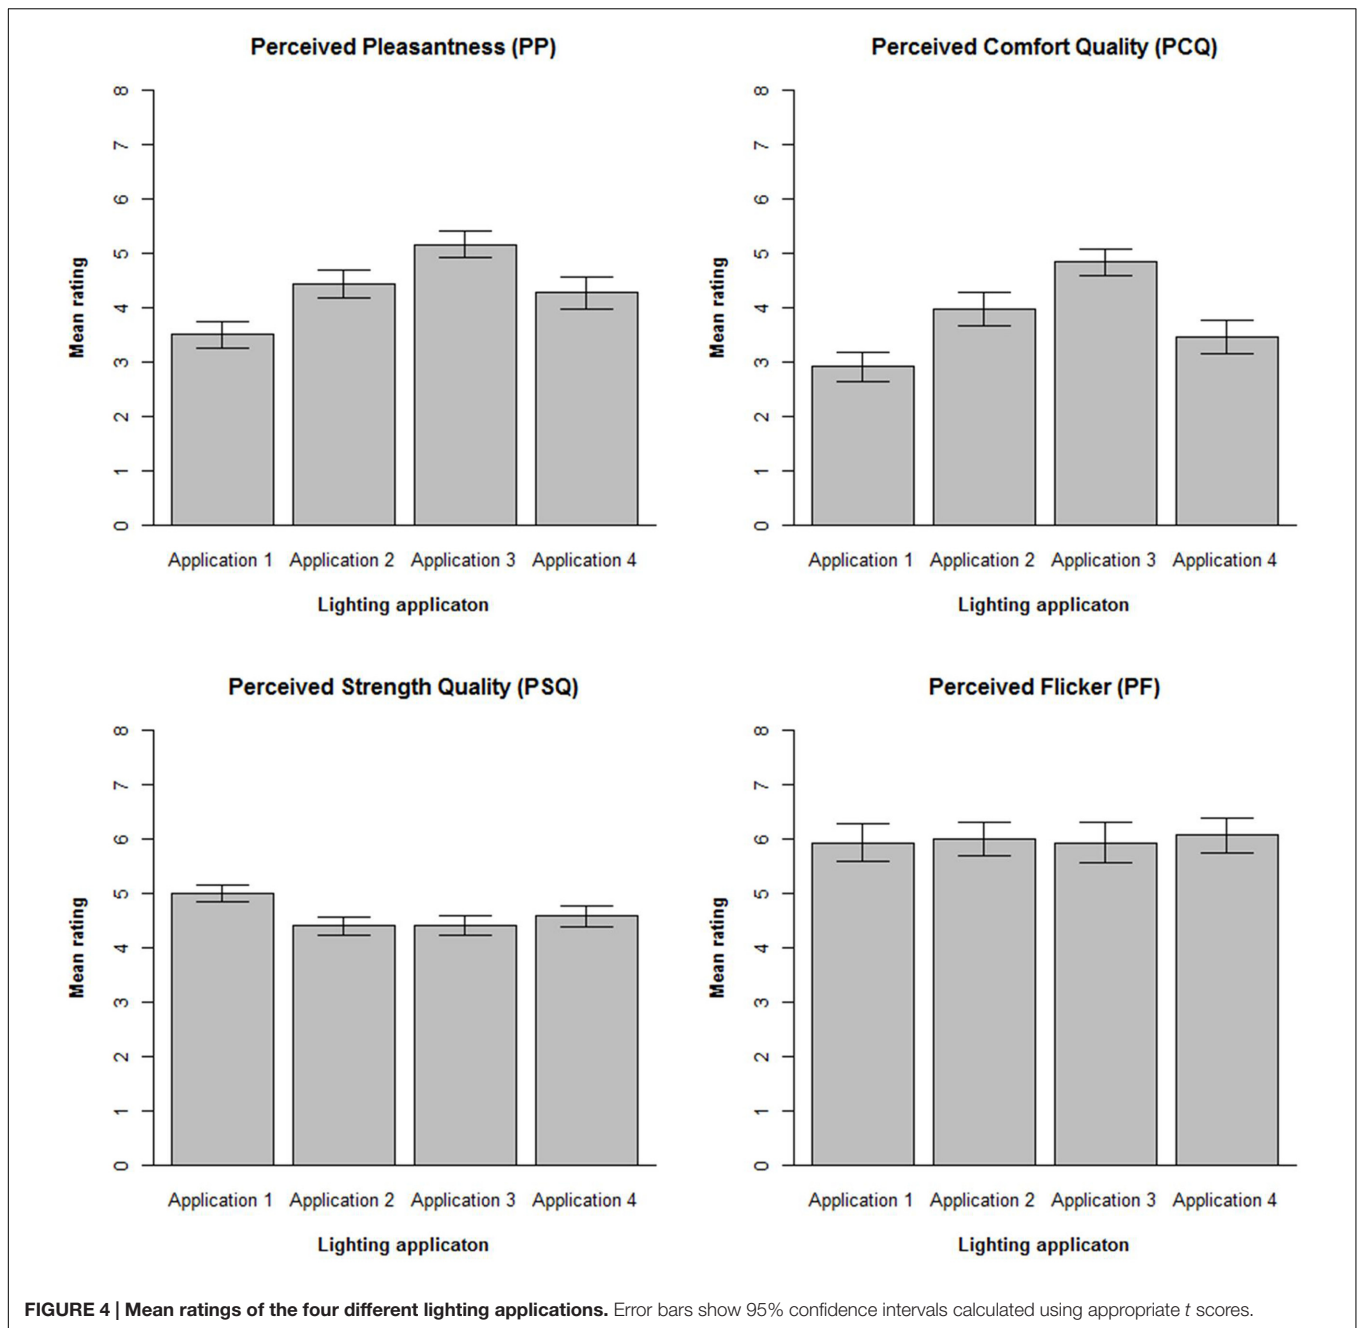 Perceived Pleasantness (PP)
8
7
6
5
4
3
2
1
0
Mean rating
Application 1 Application 2 Application 3 Application 4
Lighting applicaton
Perceived Comfort Quality (PCQ)
8
7
6
5
4
3
2
1
0
Mean rating
Application 1 Application 2 Application 3 Application 4
Lighting applicaton
Perceived Strength Quality (PSQ)
8
7
6
5
4
3
2
1
0
Mean rating
Application 1 Application 2 Application 3 Application 4
Lighting applicaton
Perceived Flicker (PF)
8
7
6
5
4
3
2
1
0
Mean rating
Application 1 Application 2 Application 3 Application 4
Lighting applicaton
FIGURE 4 | Mean ratings of the four different lighting applications. Error bars show 95% confidence intervals calculated using appropriate t scores.